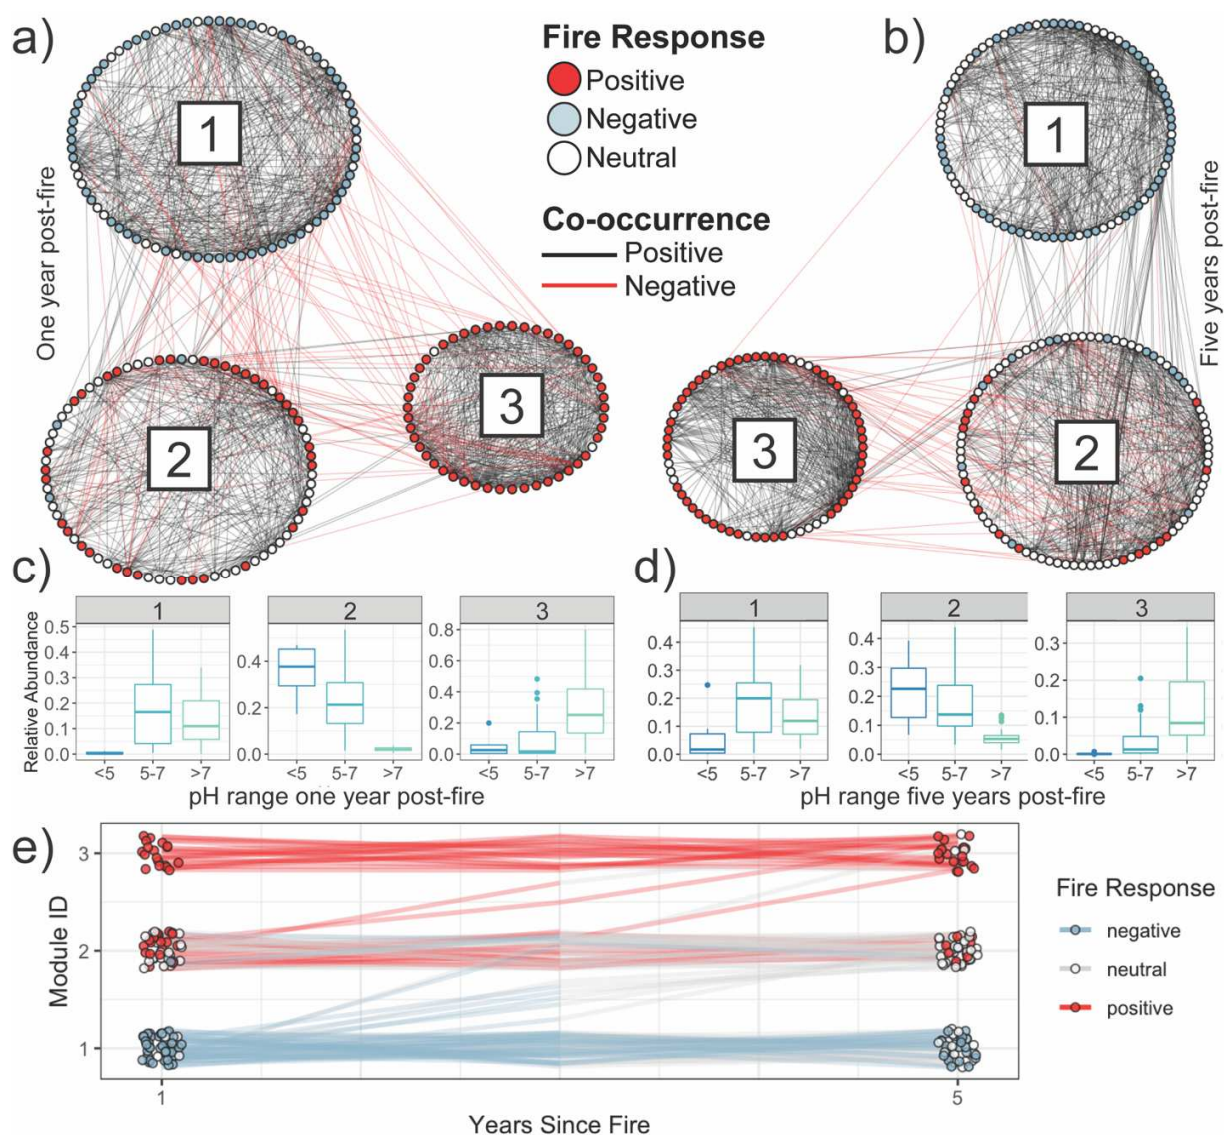 a)
1
One year post-fire
2
3
Fire Response
Positive
Negative
Neutral
Co-occurrence
Positive
Negative
b)
1
Five years post-fire
3
2
c)
1 2 3
Relative Abundance
0.5
0.4
0.3
0.2
0.1
0.0
0.4
0.2
0.0
0.8
0.6
0.4
0.2
0.0
<5 5-7 >7 <5 5-7 >7 <5 5-7 >7
pH range one year post-fire
d)
1 2 3
0.4
0.3
0.2
0.1
0.0
0.4
0.3
0.2
0.1
0.0
0.3
0.2
0.1
0.0
<5 5-7 >7 <5 5-7 >7 <5 5-7 >7
pH range five years post-fire
e)
Module ID
3
2
1
1 5
Years Since Fire
Fire Response
negative
neutral
positive